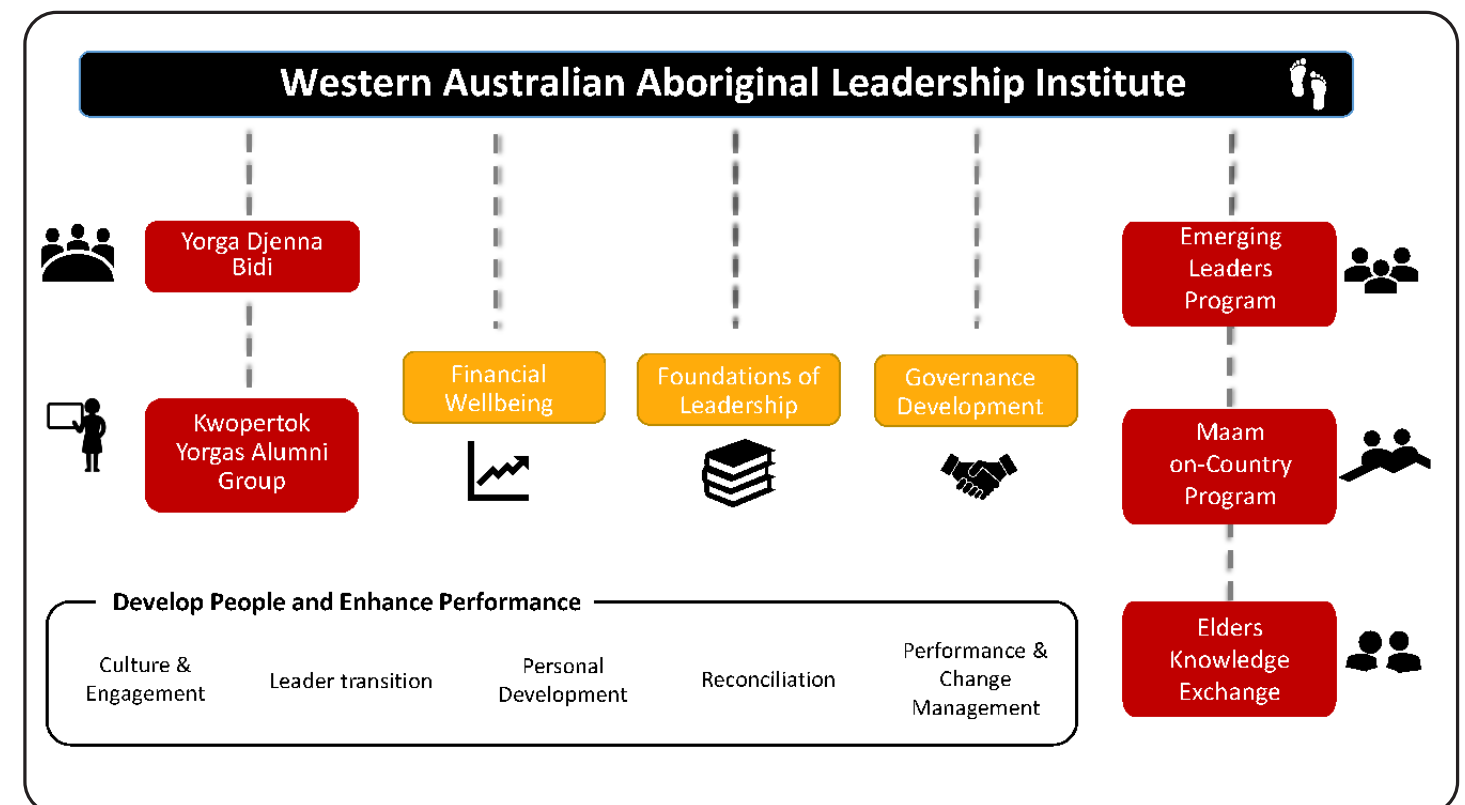 Western Australian Aboriginal Leadership Institute
Yorga Djenna
Bidi
Kwopertok
Yorgas Alumni
Group
Financial
Wellbeing
Foundations of
Leadership
Governance
Development
Emerging
Leaders
Program
Maam
on-Country
Program
Elders
Knowledge
Exchange
Develop People and Enhance Performance
Culture &
Engagement
Leader transition
Personal
Development
Reconciliation
Performance &
Change
Management